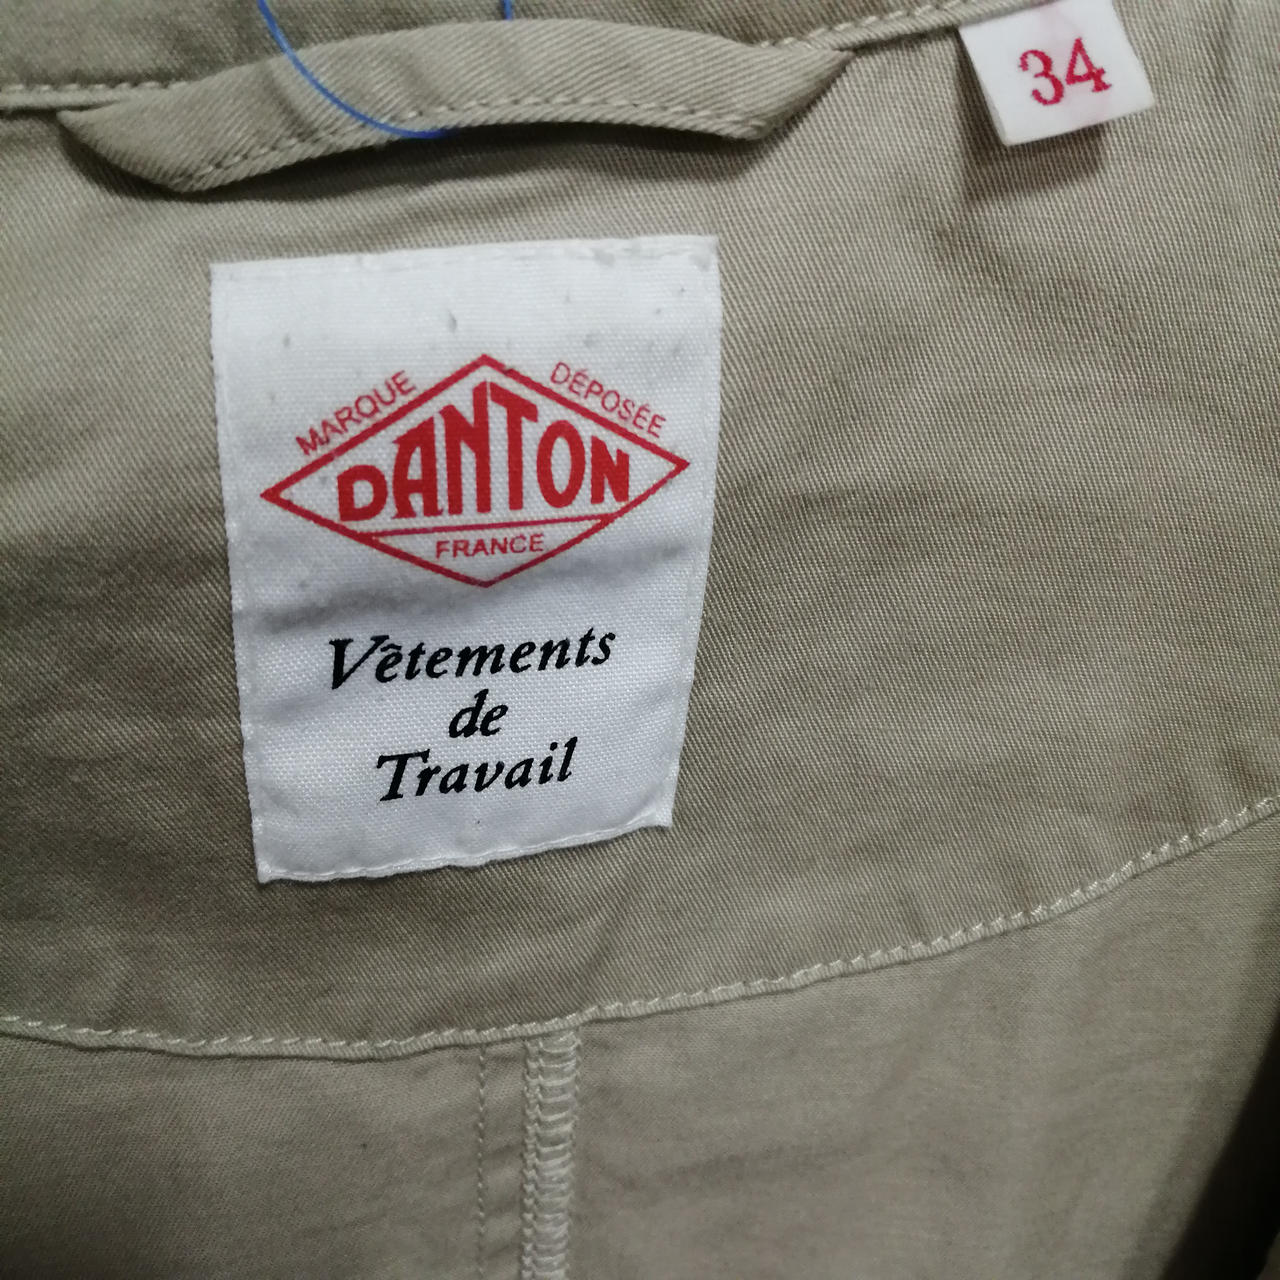 34
MARQUE DÉPOSÉE
DANTON
FRANCE
Vêtements
de
Travail